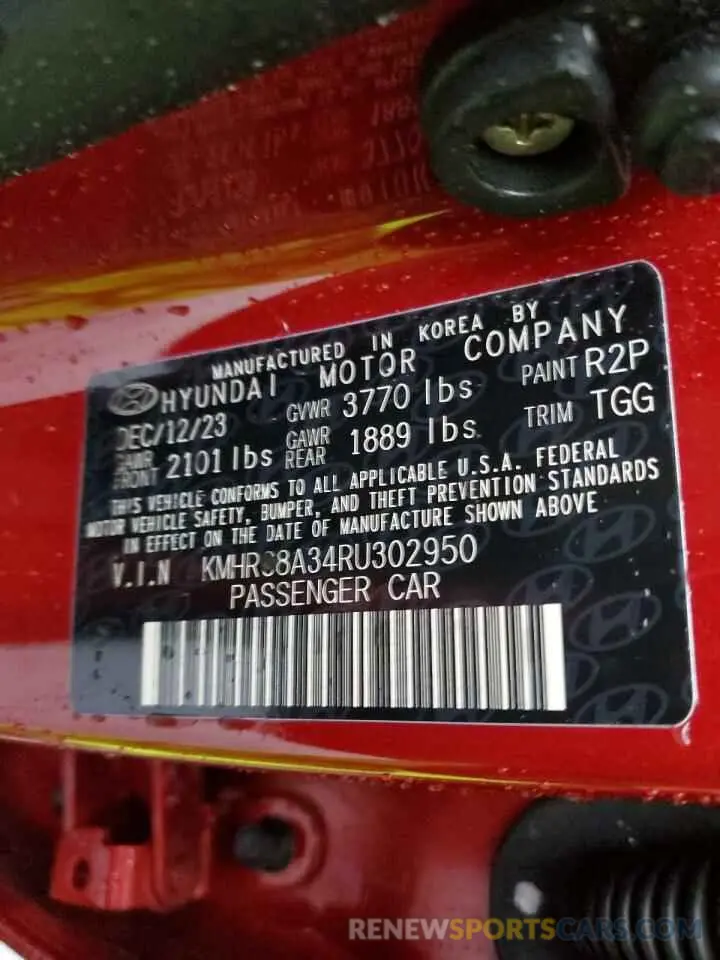 MANUFACTURED IN KOREA BY
HYUNDAI MOTOR COMPANY
DEC/12/23 GVWR 3770 lbs PAINT R2P
GAWR FRONT 2101 lbs GAWR REAR 1889 lbs TRIM TGG
THIS VEHICLE CONFORMS TO ALL APPLICABLE U.S.A. FEDERAL
MOTOR VEHICLE SAFETY, BUMPER, AND THEFT PREVENTION STANDARDS
IN EFFECT ON THE DATE OF MANUFACTURE SHOWN ABOVE
V.I.N KMHRC8A34RU302950
PASSENGER CAR
RENEWSPORTSCARS.COM